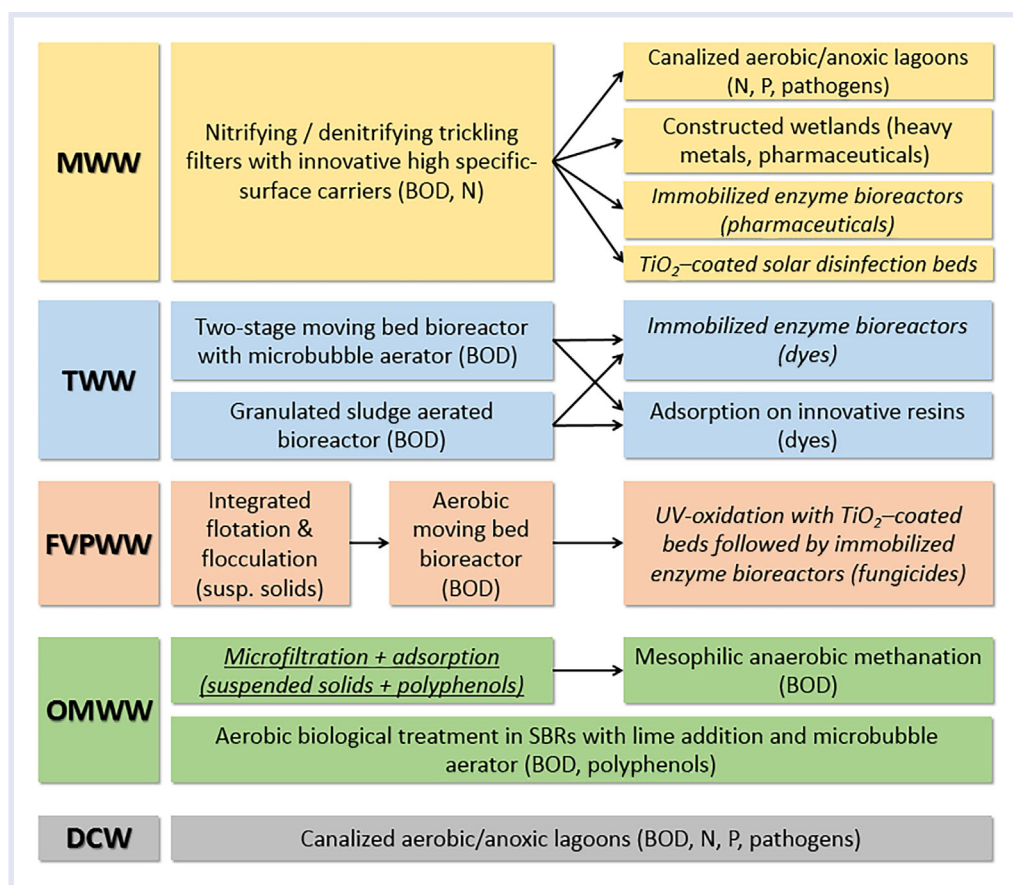 MWW
Nitrifying / denitrifying trickling
filters with innovative high specific-
surface carriers (BOD, N)
Canalized aerobic/anoxic lagoons
(N, P, pathogens)
Constructed wetlands (heavy
metals, pharmaceuticals)
Immobilized enzyme bioreactors
(pharmaceuticals)
TiO₂–coated solar disinfection beds
TWW
Two-stage moving bed bioreactor
with microbubble aerator (BOD)
Granulated sludge aerated
bioreactor (BOD)
Immobilized enzyme bioreactors
(dyes)
Adsorption on innovative resins
(dyes)
FVPWW
Integrated
flotation &
flocculation
(susp. solids)
Aerobic
moving bed
bioreactor
(BOD)
UV-oxidation with TiO₂–coated
beds followed by immobilized
enzyme bioreactors (fungicides)
OMWW
Microfiltration + adsorption
(suspended solids + polyphenols)
Mesophilic anaerobic methanation
(BOD)
Aerobic biological treatment in SBRs with lime addition and microbubble
aerator (BOD, polyphenols)
DCW
Canalized aerobic/anoxic lagoons (BOD, N, P, pathogens)